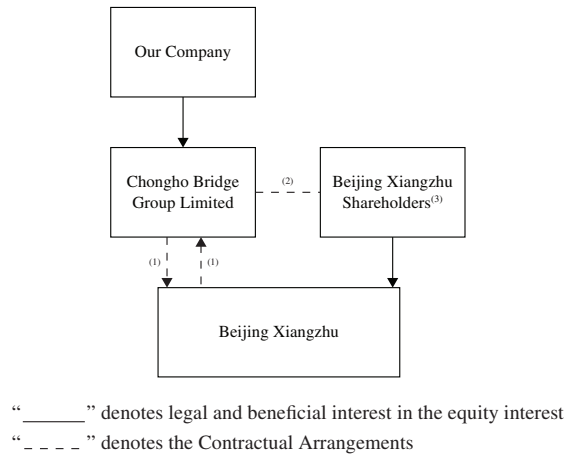 Our Company
Chongho Bridge
Group Limited
(2)
Beijing Xiangzhu
Shareholders(3)
(1)
(1)
Beijing Xiangzhu
“______” denotes legal and beneficial interest in the equity interest
“_ _ _ _” denotes the Contractual Arrangements